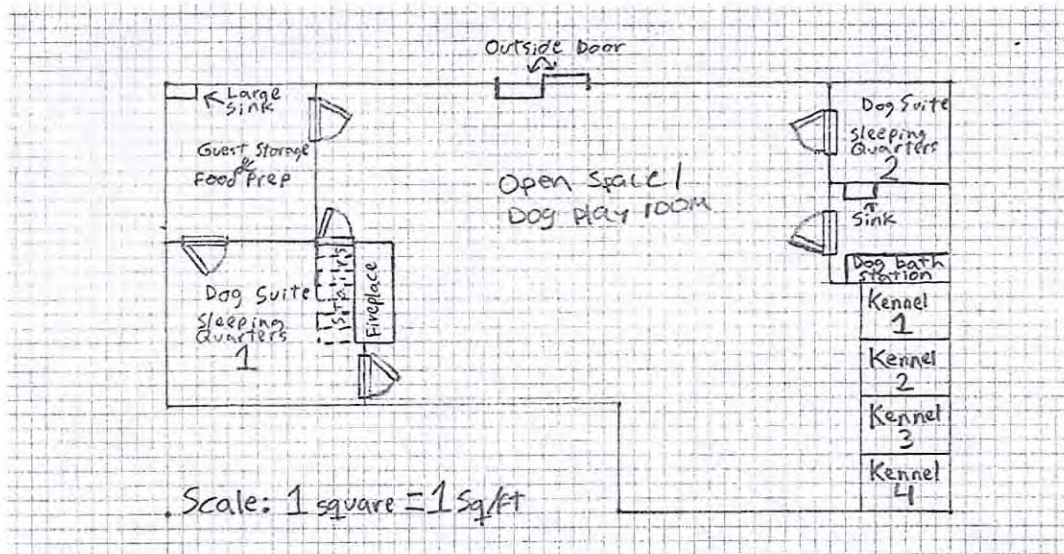 Outside Door
Large
Sink
Guest Storage
&
Food Prep
Open Space/
Dog Play room
Dog Suite
Sleeping
Quarters
2
Sink
Dog bath
station
Dog Suite
Sleeping
Quarters
1
Stairs
Fireplace
Kennel
1
Kennel
2
Kennel
3
Kennel
4
Scale: 1 square = 1 Sq/ft